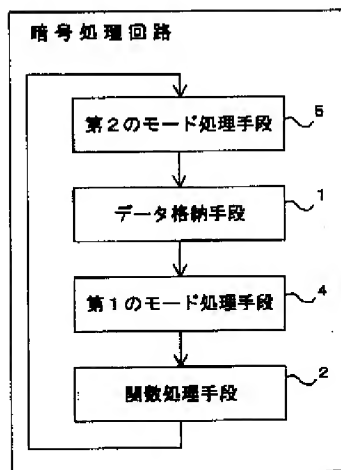 暗号処理回路
第2のモード処理手段
5
データ格納手段
1
第1のモード処理手段
4
関数処理手段
2